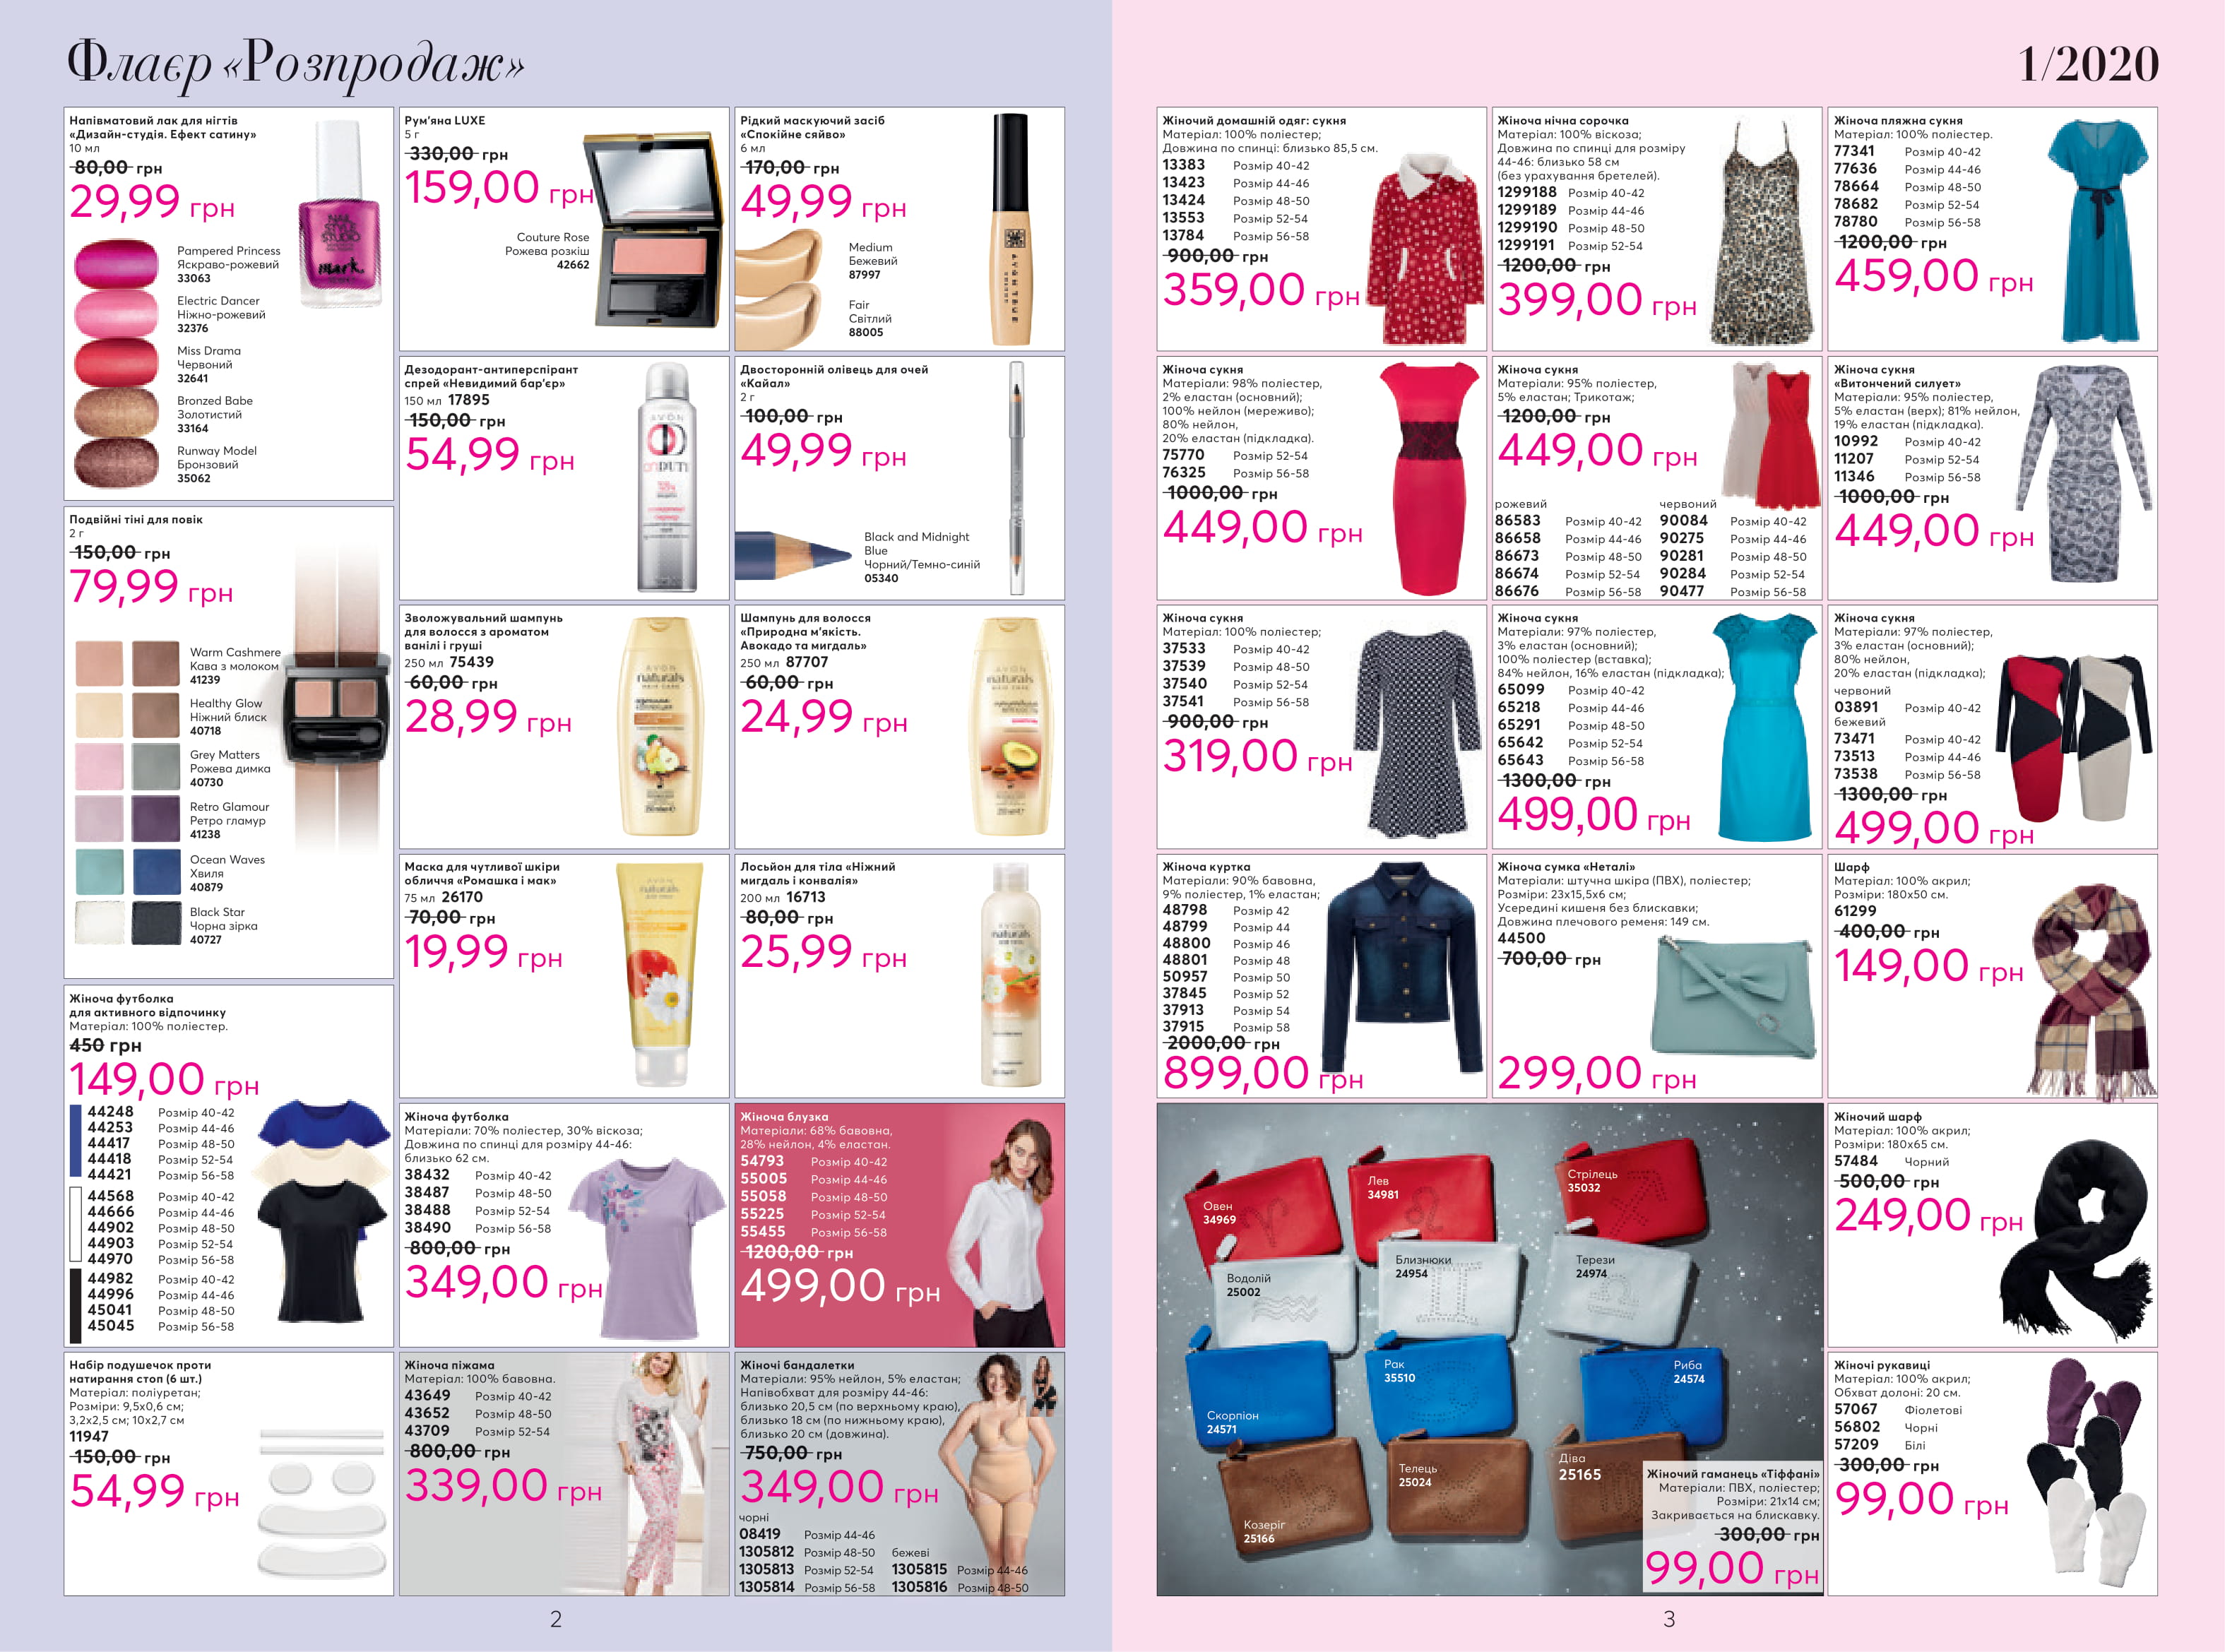 Флаєр «Розпродаж»
1/2020
Напівматовий лак для нігтів
«Дизайн-студія. Ефект сатину»
10 мл
80,00 грн
29,99 грн
Pampered Princess
Яскраво-рожевий
33063
Electric Dancer
Ніжно-рожевий
32376
Miss Drama
Червоний
32641
Bronzed Babe
Золотистий
33164
Runway Model
Бронзовий
35062
NAIL
STYLE
STUDIO
mark.
Рум'яна LUXE
5 г
330,00 грн
159,00 грн
Couture Rose
Рожева розкіш
42662
Рідкий маскуючий засіб
«Спокійне сяйво»
6 мл
170,00 грн
49,99 грн
Medium
Бежевий
87997
Fair
Світлий
88005
Подвійні тіні для повік
2 г
150,00 грн
79,99 грн
Warm Cashmere
Кава з молоком
41239
Healthy Glow
Ніжний блиск
40718
Grey Matters
Рожева димка
40730
Retro Glamour
Ретро гламур
41238
Ocean Waves
Хвиля
40879
Black Star
Чорна зірка
40727
Дезодорант-антиперспірант
спрей «Невидимий бар'єр»
150 мл 17895
150,00 грн
54,99 грн
AVON
Двосторонній олівець для очей
«Кайал»
2 г
100,00 грн
49,99 грн
Black and Midnight
Blue
Чорний/Темно-синій
05340
Зволожувальний шампунь
для волосся з ароматом
ванілі і груші
250 мл 75439
60,00 грн
28,99 грн
AVON
naturals
HAIR CARE
Шампунь для волосся
«Природна м'якість.
Авокадо та мигдаль»
250 мл 87707
60,00 грн
24,99 грн
AVON
naturals
HAIR CARE
Маска для чутливої шкіри
обличчя «Ромашка і мак»
75 мл 26170
70,00 грн
19,99 грн
AVON
naturals
Лосьйон для тіла «Ніжний
мигдаль і конвалія»
200 мл 16713
80,00 грн
25,99 грн
AVON
naturals
Жіноча футболка
для активного відпочинку
Матеріал: 100% поліестер.
450 грн
149,00 грн
44248 Розмір 40-42
44253 Розмір 44-46
44417 Розмір 48-50
44418 Розмір 52-54
44421 Розмір 56-58
44568 Розмір 40-42
44666 Розмір 44-46
44902 Розмір 48-50
44903 Розмір 52-54
44970 Розмір 56-58
44982 Розмір 40-42
44996 Розмір 44-46
45041 Розмір 48-50
45045 Розмір 56-58
Жіноча футболка
Матеріали: 70% поліестер, 30% віскоза;
Довжина по спинці для розміру 44-46:
близько 62 см.
38432 Розмір 40-42
38487 Розмір 48-50
38488 Розмір 52-54
38490 Розмір 56-58
800,00 грн
349,00 грн
Жіноча блузка
Матеріали: 68% бавовна,
28% нейлон, 4% еластан.
54793 Розмір 40-42
55005 Розмір 44-46
55058 Розмір 48-50
55225 Розмір 52-54
55455 Розмір 56-58
1200,00 грн
499,00 грн
Набір подушечок проти
натирання стоп (6 шт.)
Матеріал: поліуретан;
Розміри: 9,5х0,6 см;
3,2х2,5 см; 10х2,7 см
11947
150,00 грн
54,99 грн
Жіноча піжама
Матеріал: 100% бавовна.
43649 Розмір 40-42
43652 Розмір 48-50
43709 Розмір 52-54
800,00 грн
339,00 грн
Жіночі бандалетки
Матеріали: 95% нейлон, 5% еластан;
Напівобхват для розміру 44-46:
близько 20,5 см (по верхньому краю),
близько 18 см (по нижньому краю),
близько 20 см (довжина).
750,00 грн
349,00 грн
чорні
08419 Розмір 44-46
1305812 Розмір 48-50 бежеві
1305813 Розмір 52-54 1305815 Розмір 44-46
1305814 Розмір 56-58 1305816 Розмір 48-50
2
Жіночий домашній одяг: сукня
Матеріал: 100% поліестер;
Довжина по спинці: близько 85,5 см.
13383 Розмір 40-42
13423 Розмір 44-46
13424 Розмір 48-50
13553 Розмір 52-54
13784 Розмір 56-58
900,00 грн
359,00 грн
Жіноча нічна сорочка
Матеріал: 100% віскоза;
Довжина по спинці для розміру
44-46: близько 58 см
(без урахування бретелей).
1299188 Розмір 40-42
1299189 Розмір 44-46
1299190 Розмір 48-50
1299191 Розмір 52-54
1200,00 грн
399,00 грн
Жіноча пляжна сукня
Матеріал: 100% поліестер.
77341 Розмір 40-42
77636 Розмір 44-46
78664 Розмір 48-50
78682 Розмір 52-54
78780 Розмір 56-58
1200,00 грн
459,00 грн
Жіноча сукня
Матеріали: 98% поліестер,
2% еластан (основний);
100% нейлон (мереживо);
80% нейлон,
20% еластан (підкладка).
75770 Розмір 52-54
76325 Розмір 56-58
1000,00 грн
449,00 грн
Жіноча сукня
Матеріали: 95% поліестер,
5% еластан; Трикотаж;
1200,00 грн
449,00 грн
рожевий червоний
86583 Розмір 40-42 90084 Розмір 40-42
86658 Розмір 44-46 90275 Розмір 44-46
86673 Розмір 48-50 90281 Розмір 48-50
86674 Розмір 52-54 90284 Розмір 52-54
86676 Розмір 56-58 90477 Розмір 56-58
Жіноча сукня
«Витончений силует»
Матеріали: 95% поліестер,
5% еластан (верх); 81% нейлон,
19% еластан (підкладка).
10992 Розмір 40-42
11207 Розмір 52-54
11346 Розмір 56-58
1000,00 грн
449,00 грн
Жіноча сукня
Матеріал: 100% поліестер;
37533 Розмір 40-42
37539 Розмір 48-50
37540 Розмір 52-54
37541 Розмір 56-58
900,00 грн
319,00 грн
Жіноча сукня
Матеріали: 97% поліестер,
3% еластан (основний);
100% поліестер (вставка);
84% нейлон, 16% еластан (підкладка);
65099 Розмір 40-42
65218 Розмір 44-46
65291 Розмір 48-50
65642 Розмір 52-54
65643 Розмір 56-58
1300,00 грн
499,00 грн
Жіноча сукня
Матеріали: 97% поліестер,
3% еластан (основний);
80% нейлон,
20% еластан (підкладка);
червоний
03891 Розмір 40-42
бежевий
73471 Розмір 40-42
73513 Розмір 44-46
73538 Розмір 56-58
1300,00 грн
499,00 грн
Жіноча куртка
Матеріали: 90% бавовна,
9% поліестер, 1% еластан;
48798 Розмір 42
48799 Розмір 44
48800 Розмір 46
48801 Розмір 48
50957 Розмір 50
37845 Розмір 52
37913 Розмір 54
37915 Розмір 58
2000,00 грн
899,00 грн
Жіноча сумка «Неталі»
Матеріали: штучна шкіра (ПВХ), поліестер;
Розміри: 23х15,5х6 см;
Усередині кишеня без блискавки;
Довжина плечового ременя: 149 см.
44500
700,00 грн
299,00 грн
Шарф
Матеріал: 100% акрил;
Розміри: 180х50 см.
61299
400,00 грн
149,00 грн
Овен
34969
Лев
34981
Стрілець
35032
Водолій
25002
Близнюки
24954
Терези
24974
Скорпіон
24571
Рак
35510
Риба
24574
Козеріг
25166
Телець
25024
Діва
25165
Жіночий гаманець «Тіффані»
Матеріали: ПВХ, поліестер;
Розміри: 21х14 см;
Закривається на блискавку.
300,00 грн
99,00 грн
Жіночий шарф
Матеріал: 100% акрил;
Розміри: 180х65 см.
57484 Чорний
500,00 грн
249,00 грн
Жіночі рукавиці
Матеріал: 100% акрил;
Обхват долоні: 20 см.
57067 Фіолетові
56802 Чорні
57209 Білі
300,00 грн
99,00 грн
3